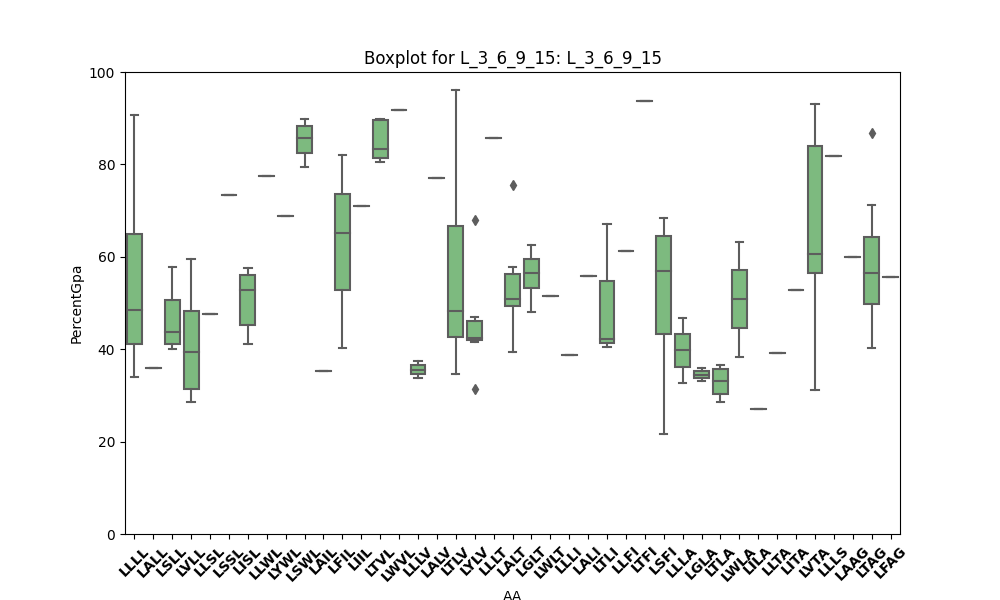 Boxplot for L_3_6_9_15: L_3_6_9_15
100
80
60
40
20
0
PercentGpa
LLLL LALL LSLL LVLL LLSL LSSL LISL LLWL LYWL LSWL LAIL LFIL LIIL LTVL LWVL LLLV LALV LTLV LYLV LLLT LALT LGLT LWLT LLLI LALI LTLI LLFI LTFI LSFI LLLA LGLA LTLA LWLA LILA LLTA LITA LVTA LLLS LAAG LTAG LFAG
AA